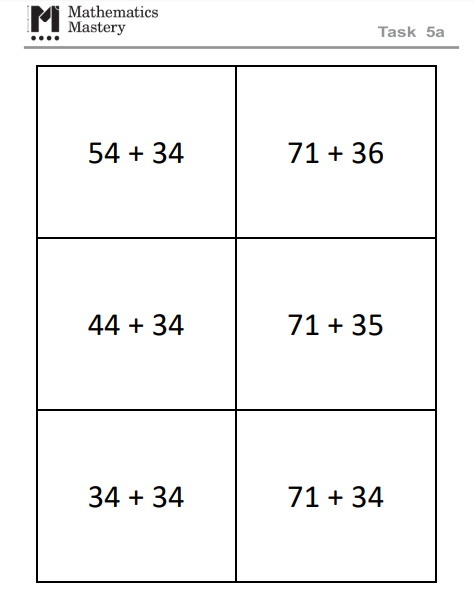 Mathematics
Mastery
Task 5a
54 + 34
71 + 36
44 + 34
71 + 35
34 + 34
71 + 34